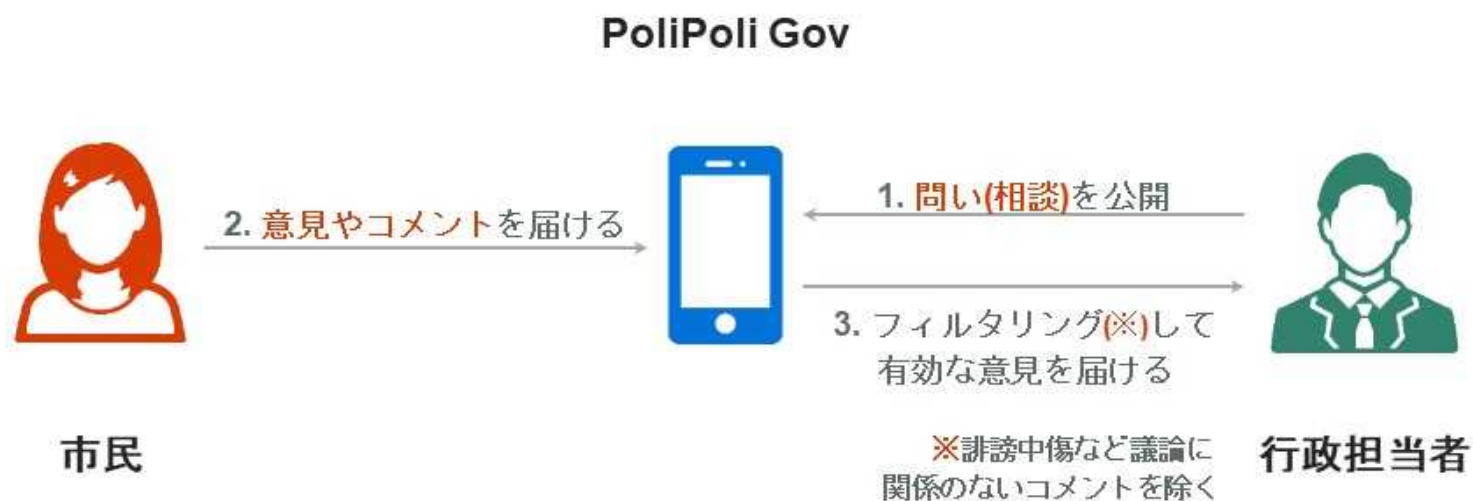 PoliPoli Gov
1. 問い(相談)を公開
2. 意見やコメントを届ける
3. フィルタリング(※)して
有効な意見を届ける
市民
※誹謗中傷など議論に
関係のないコメントを除く
行政担当者